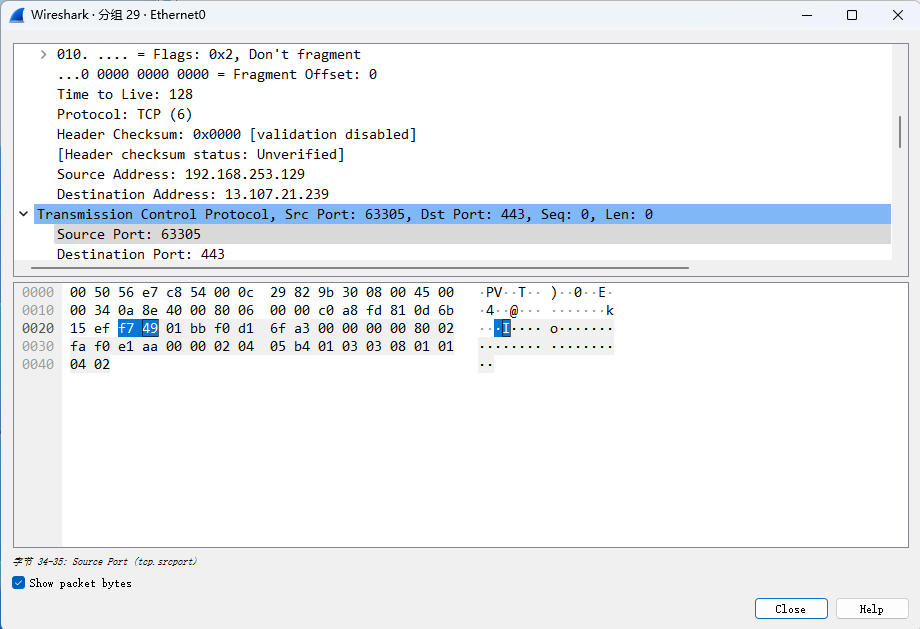 Wireshark · 分组 29 · Ethernet0
010. .... = Flags: 0x2, Don't fragment
...0 0000 0000 0000 = Fragment Offset: 0
Time to Live: 128
Protocol: TCP (6)
Header Checksum: 0x0000 [validation disabled]
[Header checksum status: Unverified]
Source Address: 192.168.253.129
Destination Address: 13.107.21.239
Transmission Control Protocol, Src Port: 63305, Dst Port: 443, Seq: 0, Len: 0
Source Port: 63305
Destination Port: 443
0000 00 50 56 e7 c8 54 00 0c 29 82 9b 30 08 00 45 00 ·PV··T·· )··0··E·
0010 00 34 0a 8e 40 00 80 06 00 00 c0 a8 fd 81 0d 6b ·4··@··· ·······k
0020 15 ef f7 49 01 bb f0 d1 6f a3 00 00 00 00 80 02 ···I···· o·······
0030 fa f0 e1 aa 00 00 02 04 05 b4 01 03 03 08 01 01 ········ ········
0040 04 02 ··
字节 34-35: Source Port (tcp.srcport)
Show packet bytes
Close Help